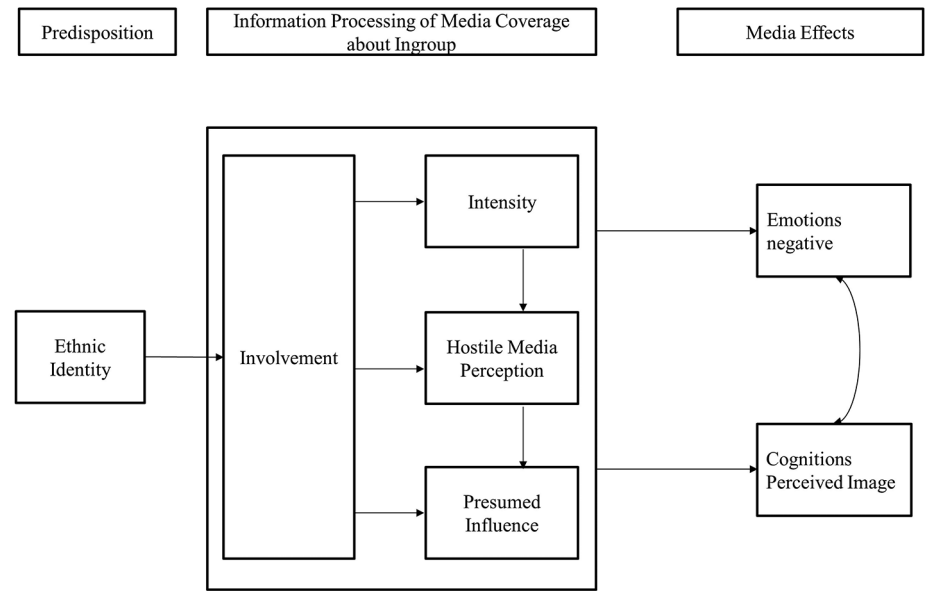 Predisposition
Information Processing of Media Coverage
about Ingroup
Media Effects
Intensity
Emotions
negative
Ethnic
Identity
Involvement
Hostile Media
Perception
Cognitions
Perceived Image
Presumed
Influence